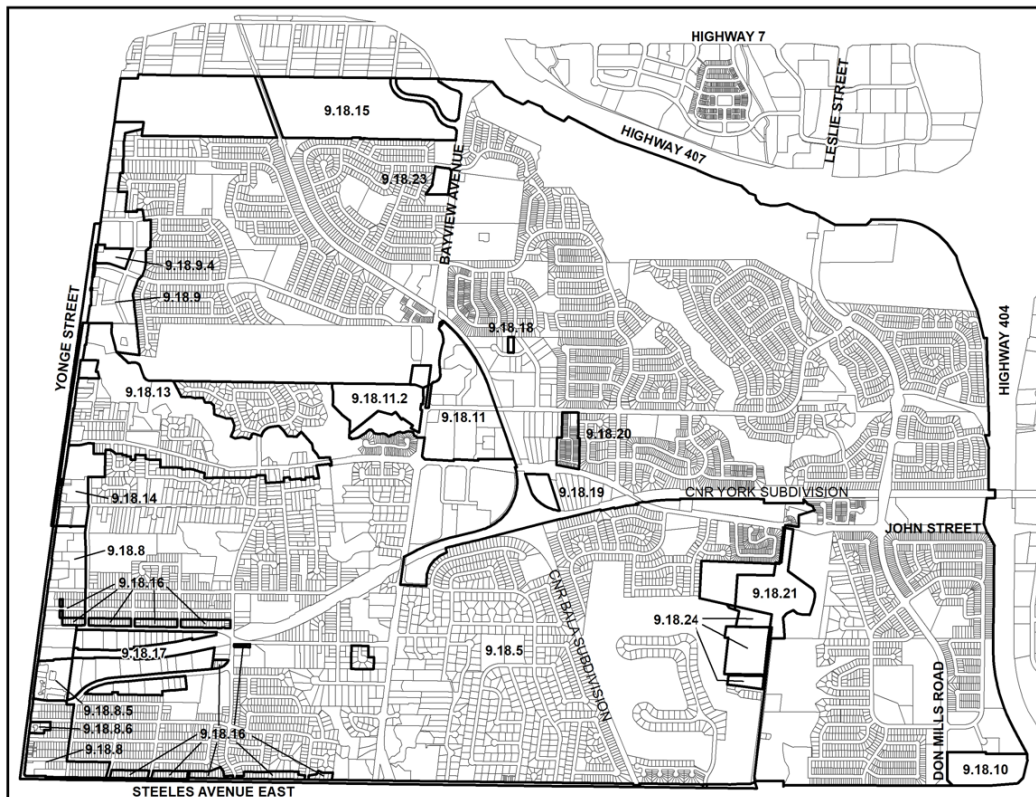 HIGHWAY 7
LESLIE STREET
HIGHWAY 407
9.18.15
BAYVIEW AVENUE
9.18.23
9.18.9.4
9.18.9
YONGE STREET
9.18.18
HIGHWAY 404
9.18.13
9.18.11.2
9.18.11
9.18.20
9.18.14
9.18.19
CNR YORK SUBDIVISION
JOHN STREET
9.18.8
9.18.16
CNR BALA SUBDIVISION
9.18.21
9.18.24
9.18.17
9.18.5
9.18.8.5
9.18.8.6
9.18.16
9.18.8
DON MILLS ROAD
9.18.10
STEELES AVENUE EAST